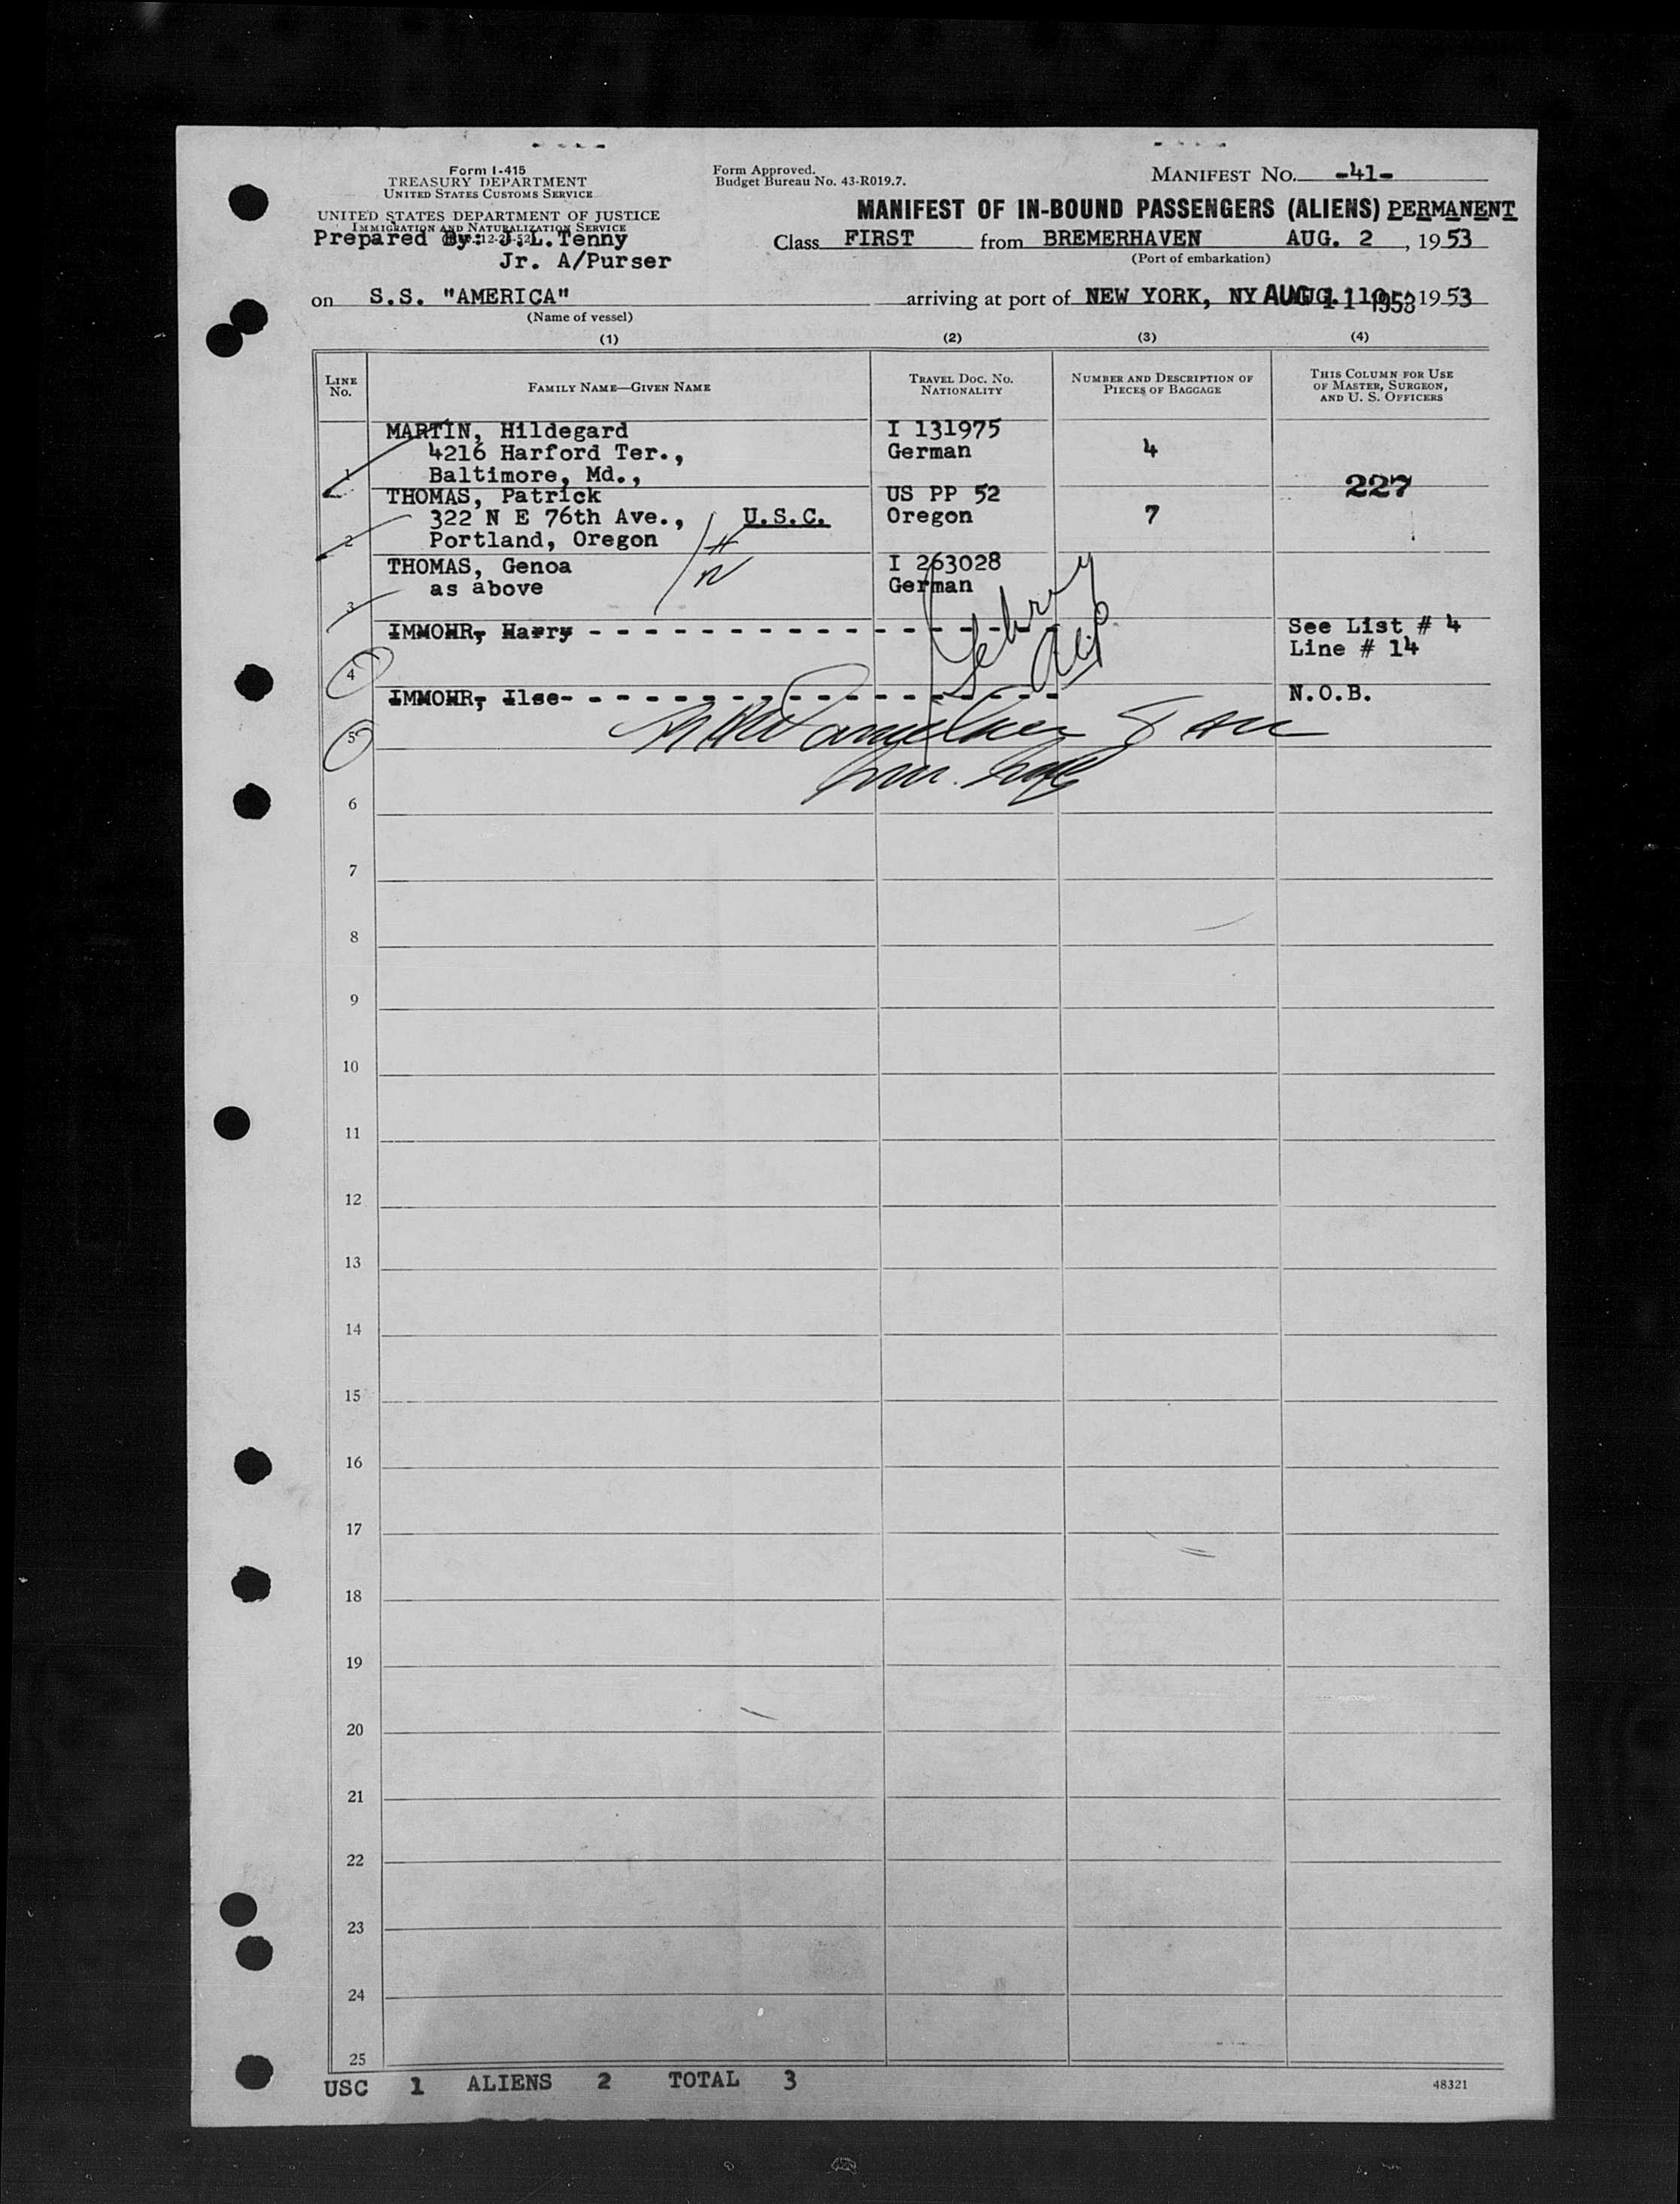 Form I-415
TREASURY DEPARTMENT
UNITED STATES CUSTOMS SERVICE
UNITED STATES DEPARTMENT OF JUSTICE
IMMIGRATION AND NATURALIZATION SERVICE
Prepared By: J.L.Tenny
Jr. A/Purser
Form Approved.
Budget Bureau No. 43-R019.7.
MANIFEST NO. -41-
MANIFEST OF IN-BOUND PASSENGERS (ALIENS) PERMANENT
Class FIRST from BREMERHAVEN AUG. 2, 1953
(Port of embarkation)
on S.S. "AMERICA" arriving at port of NEW YORK, NY AUG 11 1953 1953
(Name of vessel)
(1) (2) (3) (4)
LINE NO. FAMILY NAME—GIVEN NAME TRAVEL DOC. NO. NATIONALITY NUMBER AND DESCRIPTION OF PIECES OF BAGGAGE THIS COLUMN FOR USE OF MASTER, SURGEON, AND U. S. OFFICERS
MARTIN, Hildegard I 131975
4216 Harford Ter., German 4
1 Baltimore, Md., 227
THOMAS, Patrick US PP 52
322 N E 76th Ave., U.S.C. Oregon 7
2 Portland, Oregon
THOMAS, Genoa I 263028
as above German
3
IMMOHR, Harry - - - - - - - - - - - - - - - - - See List # 4
Line # 14
4
IMMOHR, Ilse- - - - - - - - - - - - - - - - - - N.O.B.
5
6
7
8
9
10
11
12
13
14
15
16
17
18
19
20
21
22
23
24
25
USC 1 ALIENS 2 TOTAL 3
48321